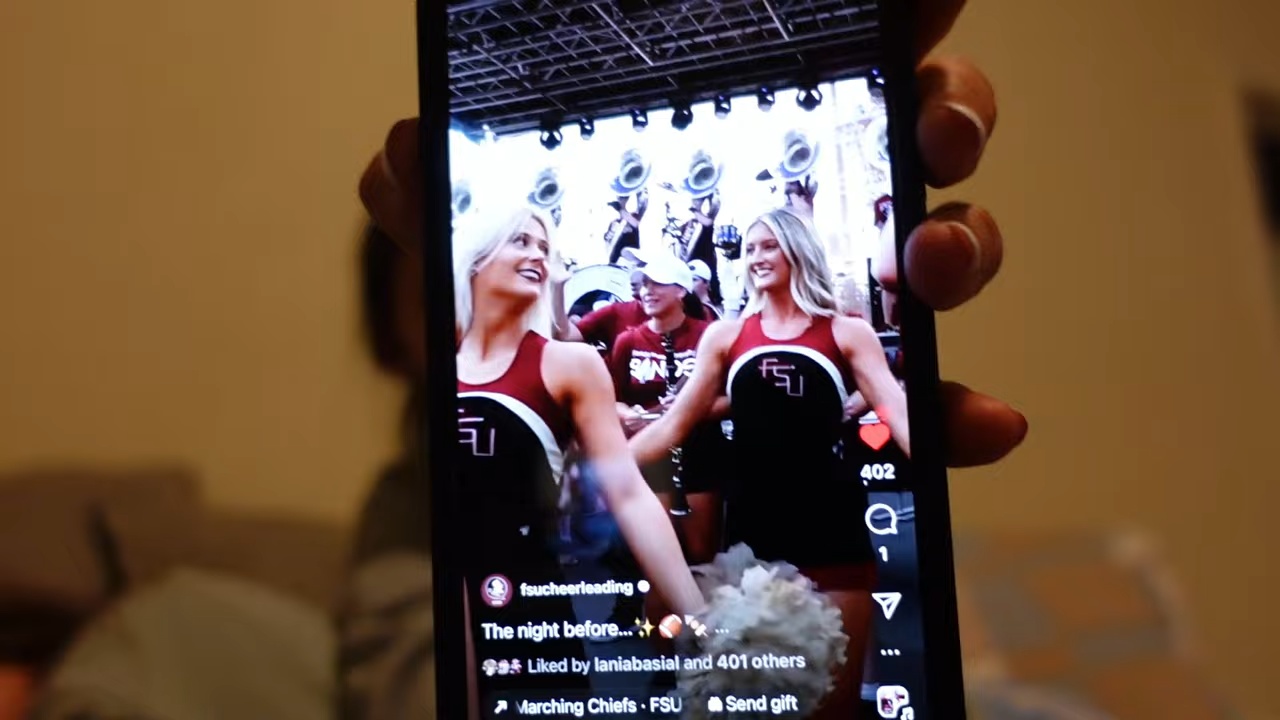 FSU
FSU
402
1
fsucheerleading
The night before...✨🏈🍢 ...
Liked by laniabasial and 401 others
Marching Chiefs · FSU
Send gift